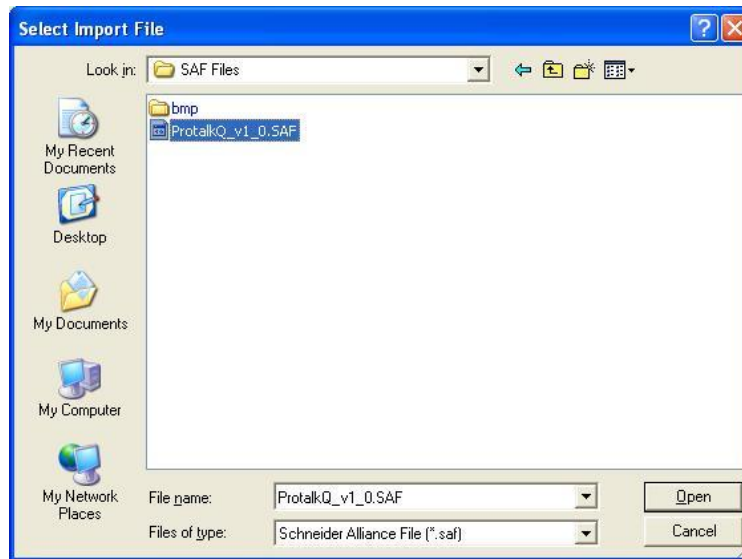 Select Import File
Look in: SAF Files
bmp
ProtalkQ_v1_0.SAF
My Recent
Documents
Desktop
My Documents
My Computer
My Network
Places
File name: ProtalkQ_v1_0.SAF Open
Files of type: Schneider Alliance File (*.saf) Cancel